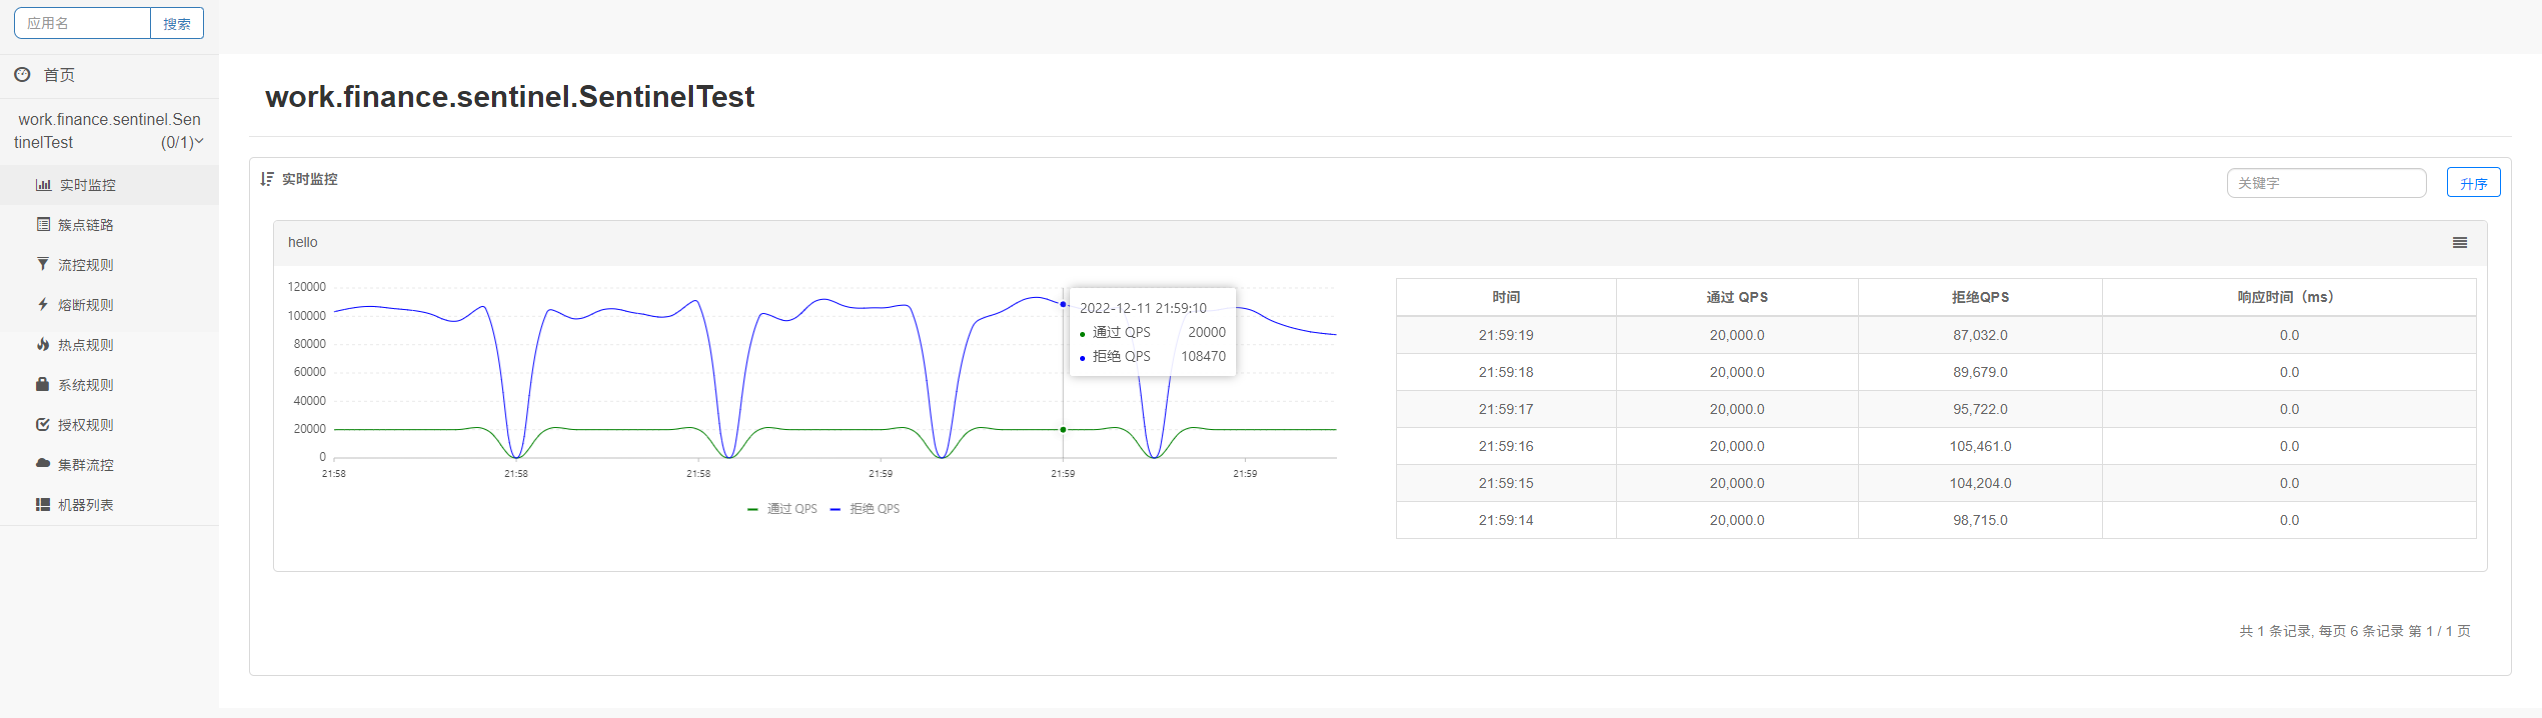 应用名 搜索
首页
work.finance.sentinel.Sen
tinelTest (0/1)
实时监控
簇点链路
流控规则
熔断规则
热点规则
系统规则
授权规则
集群流控
机器列表
work.finance.sentinel.SentinelTest
实时监控
关键字 升序
hello
120000
100000
80000
60000
40000
20000
0
21:58 21:58 21:58 21:59 21:59 21:59
2022-12-11 21:59:10
通过 QPS 20000
拒绝 QPS 108470
通过 QPS 拒绝 QPS
时间 通过 QPS 拒绝QPS 响应时间（ms）
21:59:19 20,000.0 87,032.0 0.0
21:59:18 20,000.0 89,679.0 0.0
21:59:17 20,000.0 95,722.0 0.0
21:59:16 20,000.0 105,461.0 0.0
21:59:15 20,000.0 104,204.0 0.0
21:59:14 20,000.0 98,715.0 0.0
共 1 条记录, 每页 6 条记录 第 1 / 1 页